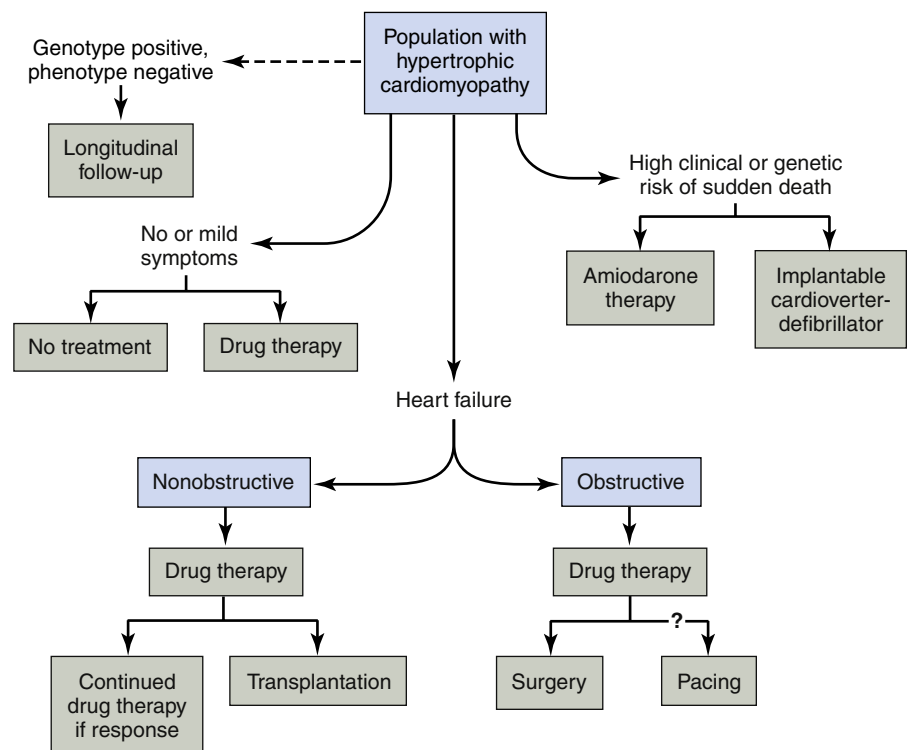 Population with
hypertrophic
cardiomyopathy
Genotype positive,
phenotype negative
Longitudinal
follow-up
High clinical or genetic
risk of sudden death
Amiodarone
therapy
Implantable
cardioverter-
defibrillator
No or mild
symptoms
No treatment
Drug therapy
Heart failure
Nonobstructive
Obstructive
Drug therapy
Drug therapy
?
Continued
drug therapy
if response
Transplantation
Surgery
Pacing